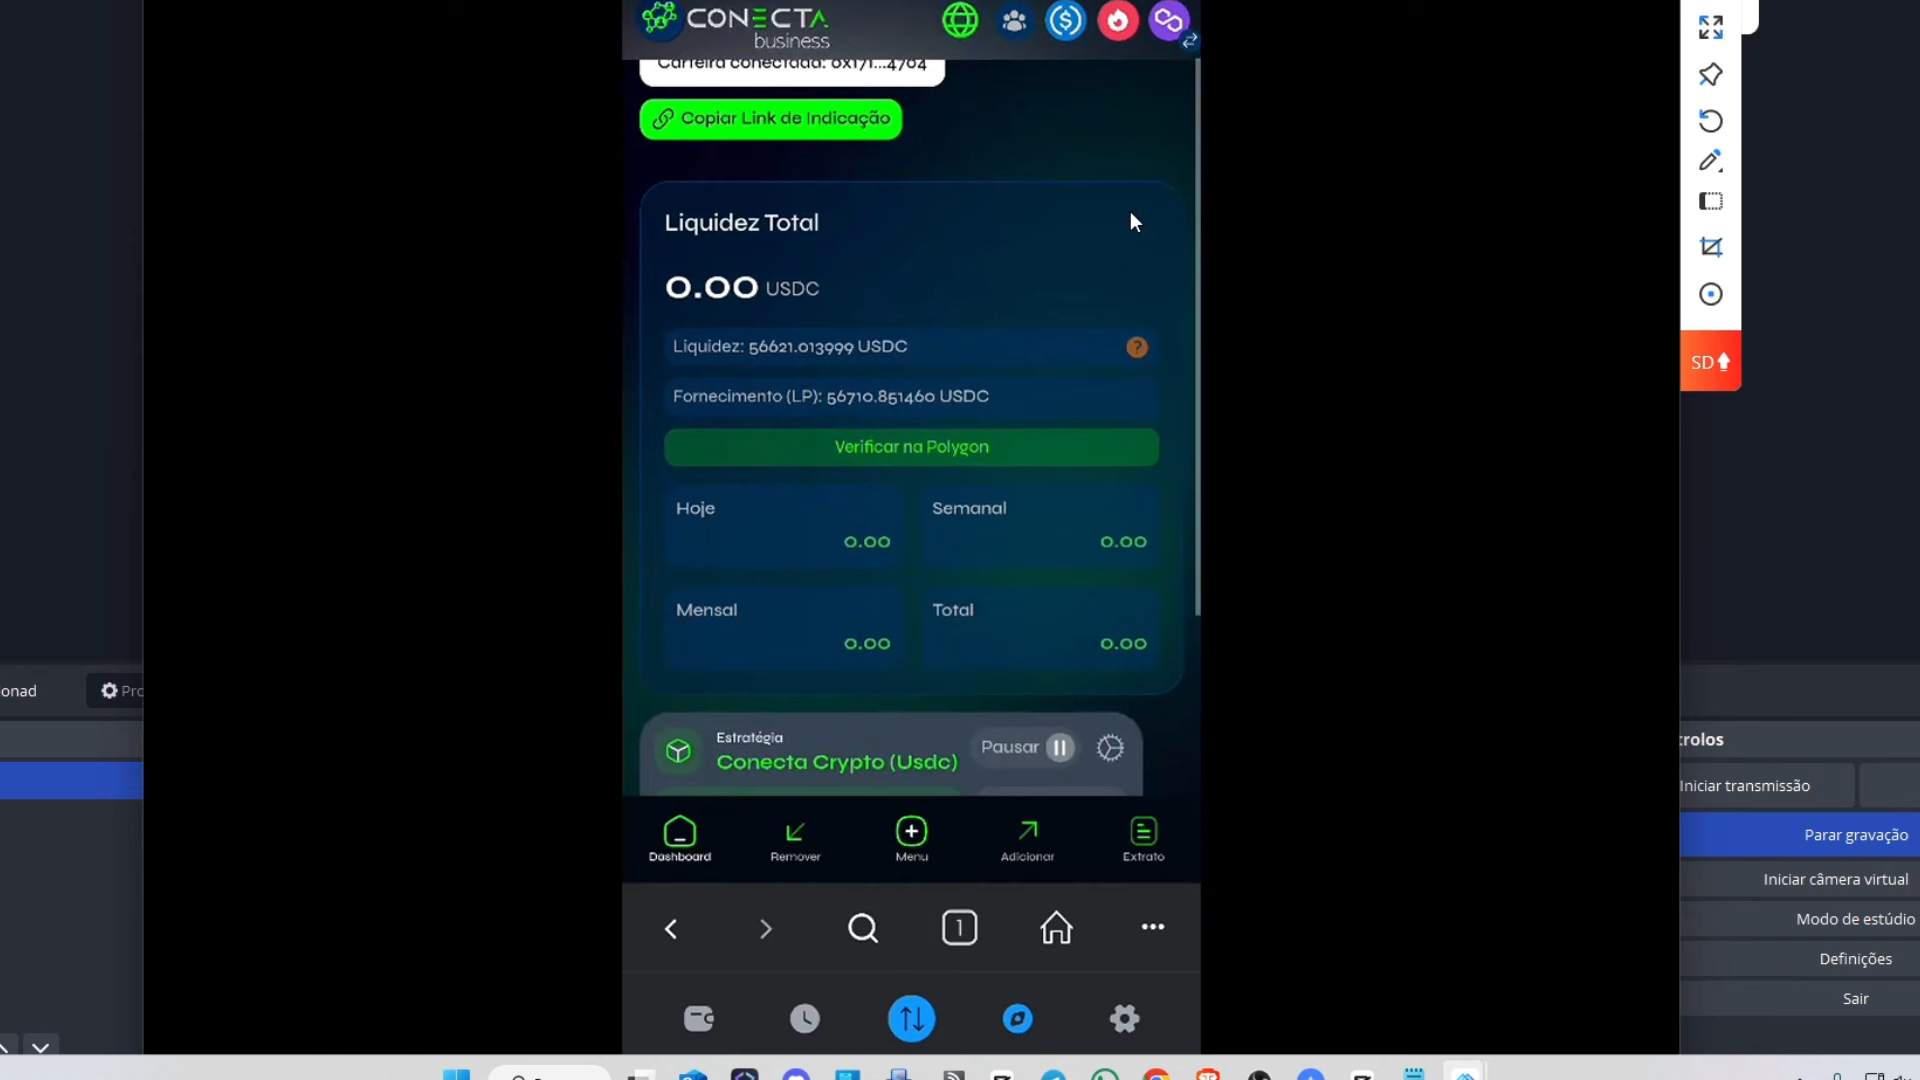 CONECTA
business
Carteira conectada: 0x171...4704
Copiar Link de Indicação
Liquidez Total
0.00 USDC
Liquidez: 56621.013999 USDC
?
Fornecimento (LP): 56710.851460 USDC
Verificar na Polygon
Hoje
0.00
Semanal
0.00
Mensal
0.00
Total
0.00
Estratégia
Conecta Crypto (Usdc)
Pausar
Dashboard
Remover
Menu
Adicionar
Extrato
1
SD
onad
Pro
trolos
Iniciar transmissão
Parar gravação
Iniciar câmera virtual
Modo de estúdio
Definições
Sair